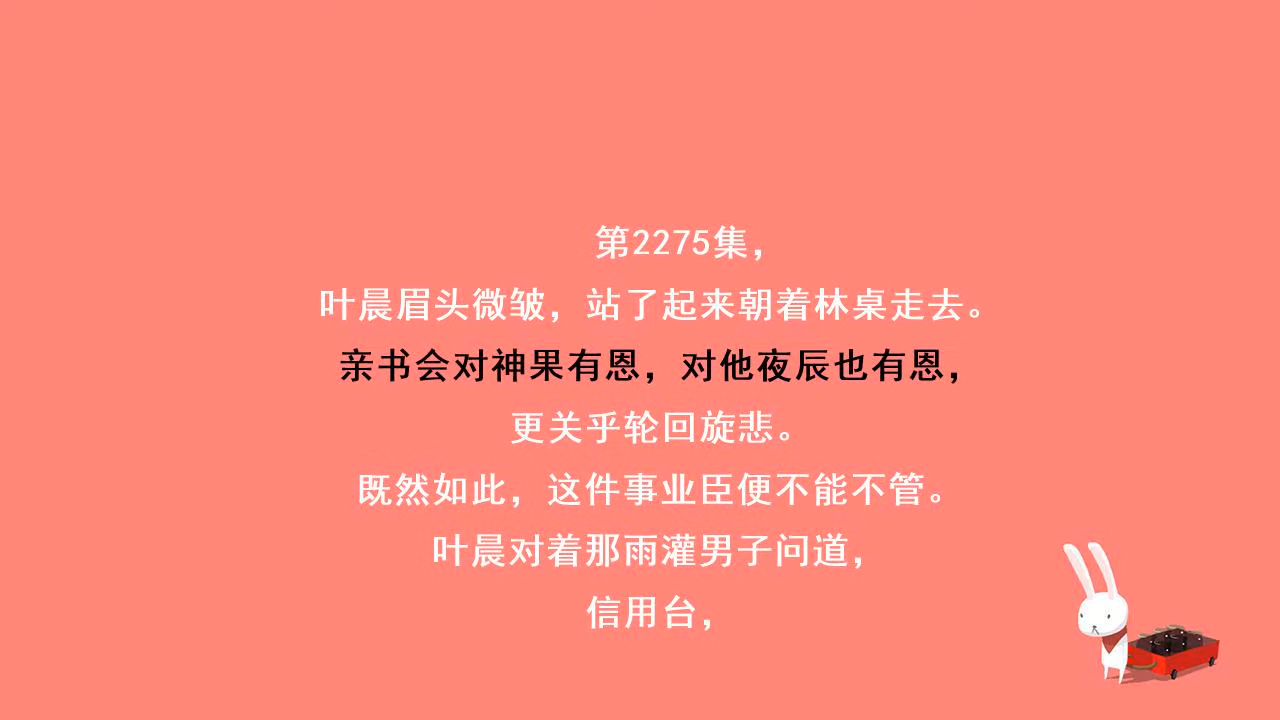 第2275集，
叶晨眉头微皱，站了起来朝着林桌走去。
亲书会对神果有恩，对他夜辰也有恩，
更关乎轮回旋悲。
既然如此，这件事业臣便不能不管。
叶晨对着那雨灌男子问道，
信用台，